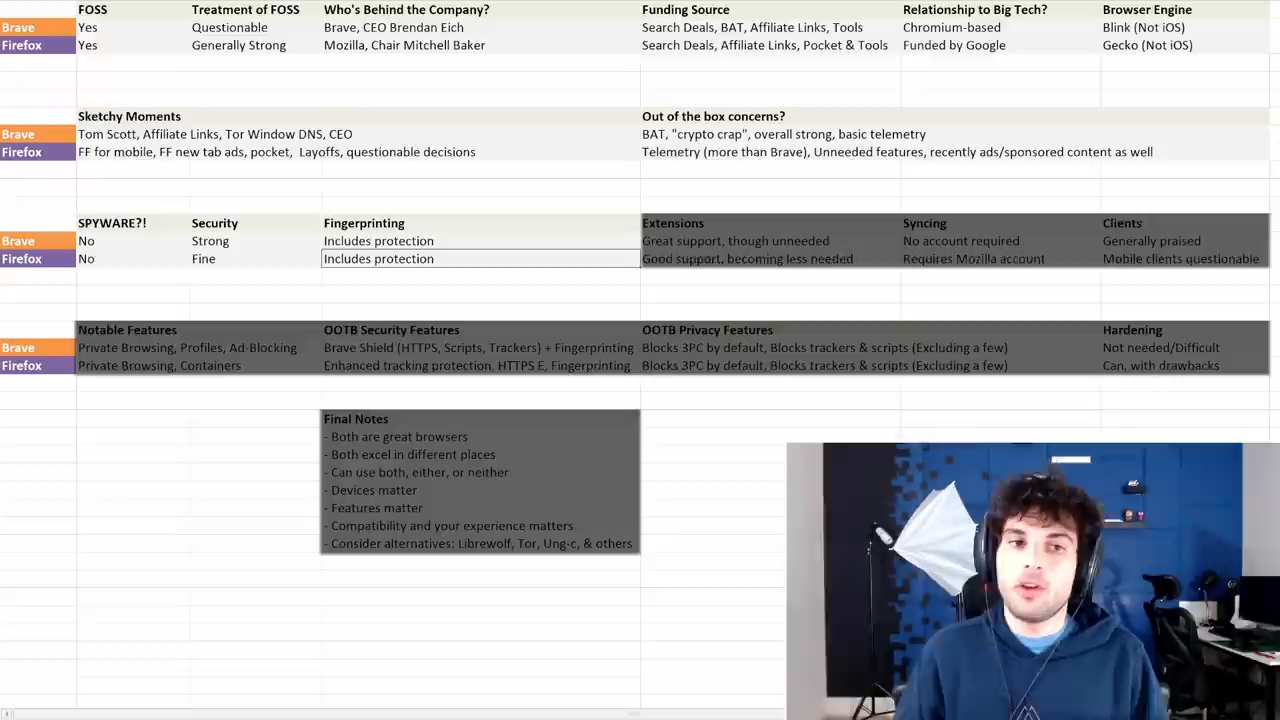 FOSS Treatment of FOSS Who's Behind the Company? Funding Source Relationship to Big Tech? Browser Engine
Brave Yes Questionable Brave, CEO Brendan Eich Search Deals, BAT, Affiliate Links, Tools Chromium-based Blink (Not iOS)
Firefox Yes Generally Strong Mozilla, Chair Mitchell Baker Search Deals, Affiliate Links, Pocket & Tools Funded by Google Gecko (Not iOS)
Sketchy Moments Out of the box concerns?
Brave Tom Scott, Affiliate Links, Tor Window DNS, CEO BAT, "crypto crap", overall strong, basic telemetry
Firefox FF for mobile, FF new tab ads, pocket, Layoffs, questionable decisions Telemetry (more than Brave), Unneeded features, recently ads/sponsored content as well
SPYWARE?! Security Fingerprinting Extensions Syncing Clients
Brave No Strong Includes protection Great support, though unneeded No account required Generally praised
Firefox No Fine Includes protection Good support, becoming less needed Requires Mozilla account Mobile clients questionable
Notable Features OOTB Security Features OOTB Privacy Features Hardening
Brave Private Browsing, Profiles, Ad-Blocking Brave Shield (HTTPS, Scripts, Trackers) + Fingerprinting Blocks 3PC by default, Blocks trackers & scripts (Excluding a few) Not needed/Difficult
Firefox Private Browsing, Containers Enhanced tracking protection, HTTPS E, Fingerprinting Blocks 3PC by default, Blocks trackers & scripts (Excluding a few) Can, with drawbacks
Final Notes
- Both are great browsers
- Both excel in different places
- Can use both, either, or neither
- Devices matter
- Features matter
- Compatibility and your experience matters
- Consider alternatives: Librewolf, Tor, Ung-c, & others